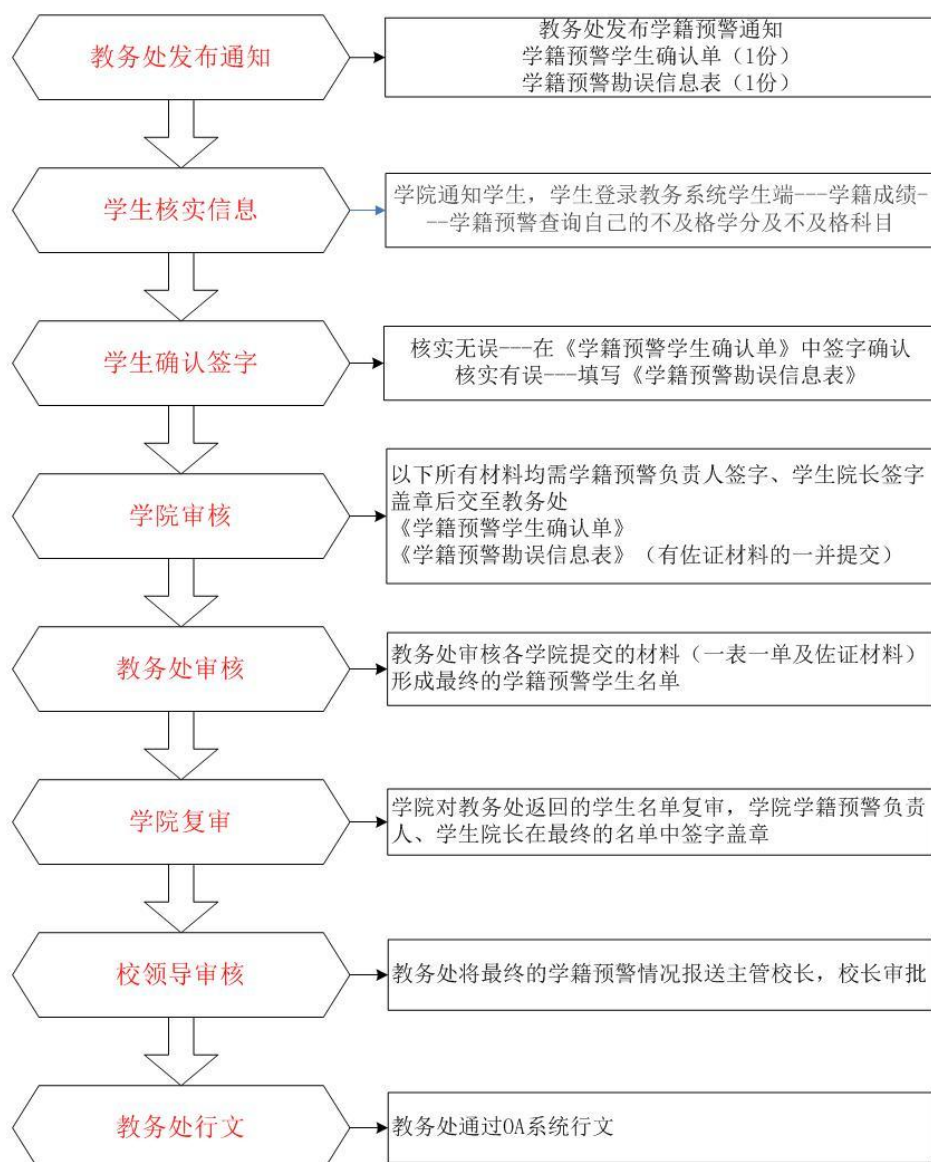 教务处发布通知
教务处发布学籍预警通知
学籍预警学生确认单（1份）
学籍预警勘误信息表（1份）
学生核实信息
学院通知学生，学生登录教务系统学生端---学籍成绩-
--学籍预警查询自己的不及格学分及不及格科目
学生确认签字
核实无误---在《学籍预警学生确认单》中签字确认
核实有误---填写《学籍预警勘误信息表》
学院审核
以下所有材料均需学籍预警负责人签字、学生院长签字
盖章后交至教务处
《学籍预警学生确认单》
《学籍预警勘误信息表》（有佐证材料的一并提交）
教务处审核
教务处审核各学院提交的材料（一表一单及佐证材料）
形成最终的学籍预警学生名单
学院复审
学院对教务处返回的学生名单复审，学院学籍预警负责
人、学生院长在最终的名单中签字盖章
校领导审核
教务处将最终的学籍预警情况报送主管校长，校长审批
教务处行文
教务处通过OA系统行文